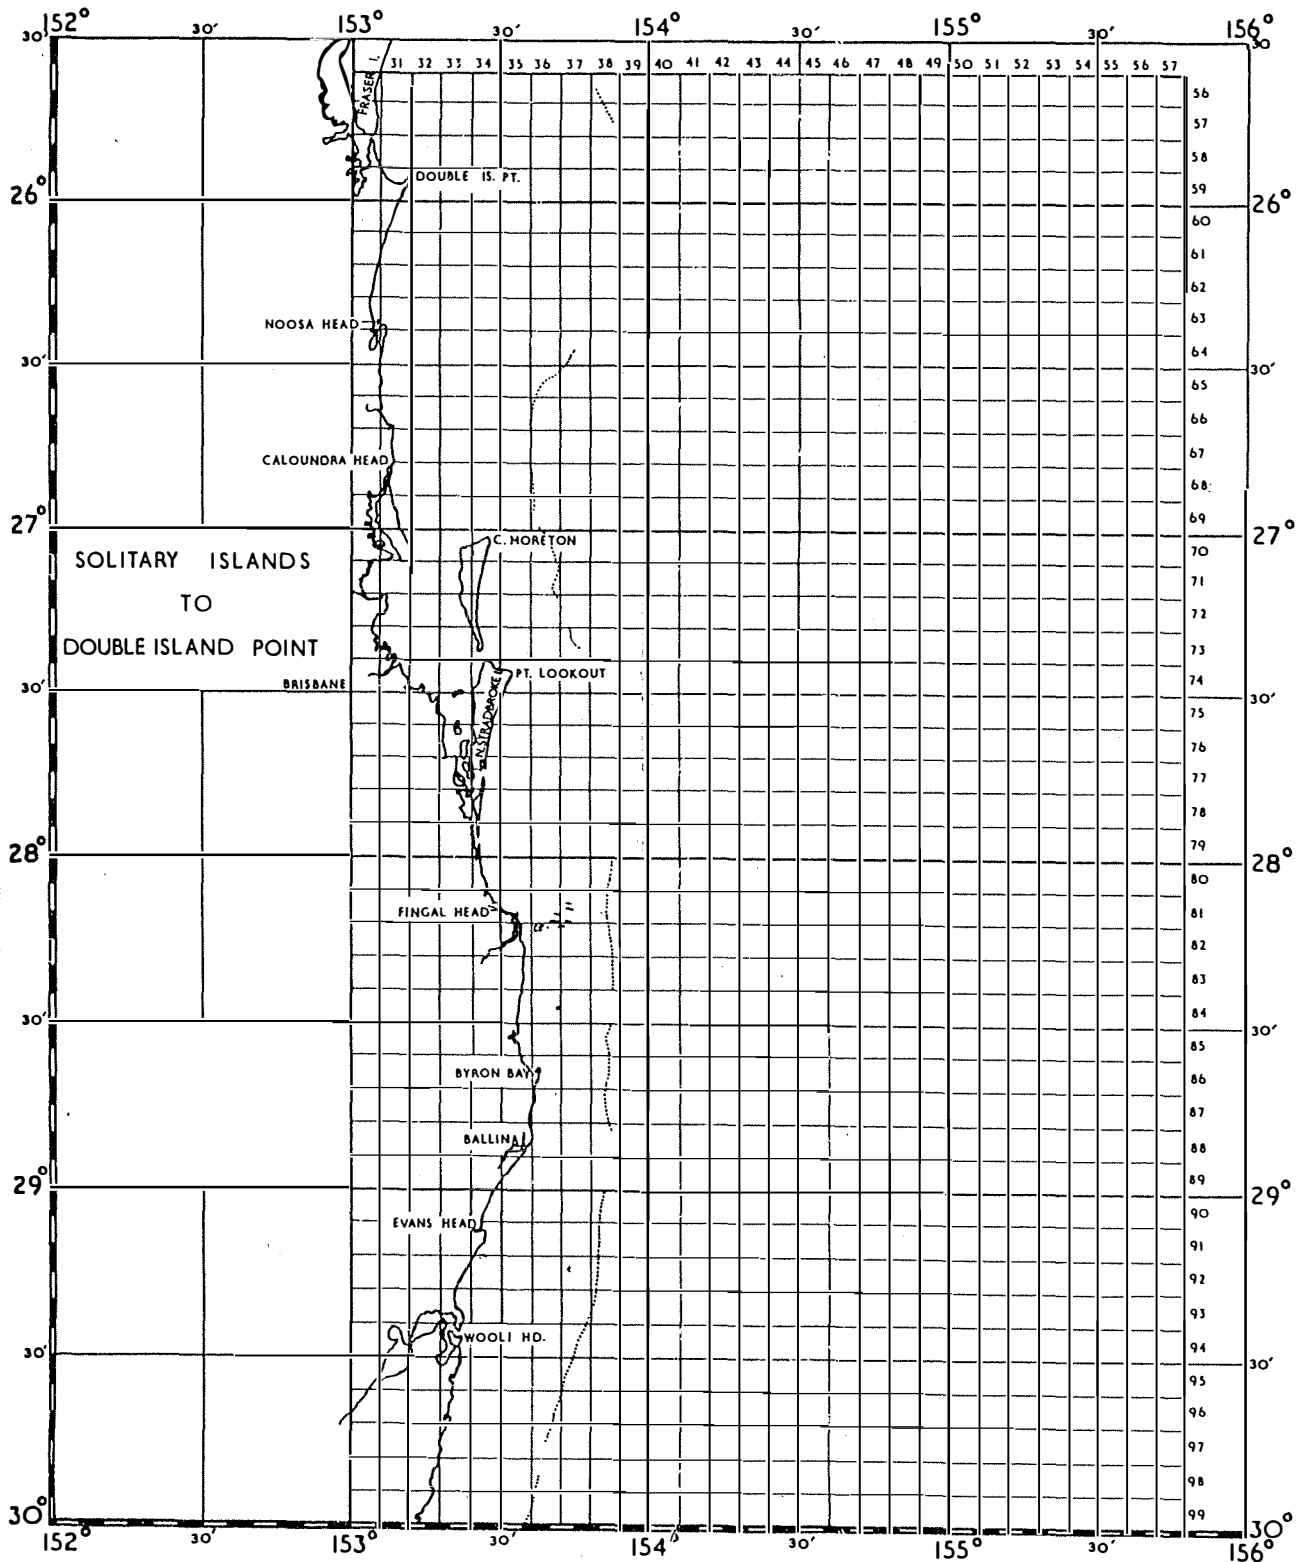 152° 30′ 153° 30′ 154° 30′ 155° 30′ 156°
30′ 30
31 32 33 34 35 36 37 38 39 40 41 42 43 44 45 46 47 48 49 50 51 52 53 54 55 56 57
FRASER I.
56
57
58
DOUBLE IS. PT.
59
26° 26°
60
61
62
NOOSA HEAD
63
64
30′ 30′
65
66
CALOUNDRA HEAD
67
68
69
27° 27°
C. HORETON
70
SOLITARY ISLANDS
71
TO
72
DOUBLE ISLAND POINT
73
PT. LOOKOUT
74
BRISBANE
30′ 30′
N.STRADBROKE I.
75
76
77
78
79
28° 28°
80
FINGAL HEAD
81
82
83
84
30′ 30′
85
BYRON BAY
86
87
BALLINA
88
89
29° 29°
90
EVANS HEAD
91
92
93
WOOLI HD.
94
30′ 30′
95
96
97
98
99
30° 30°
152° 30′ 153° 30′ 154° 30′ 155° 30′ 156°